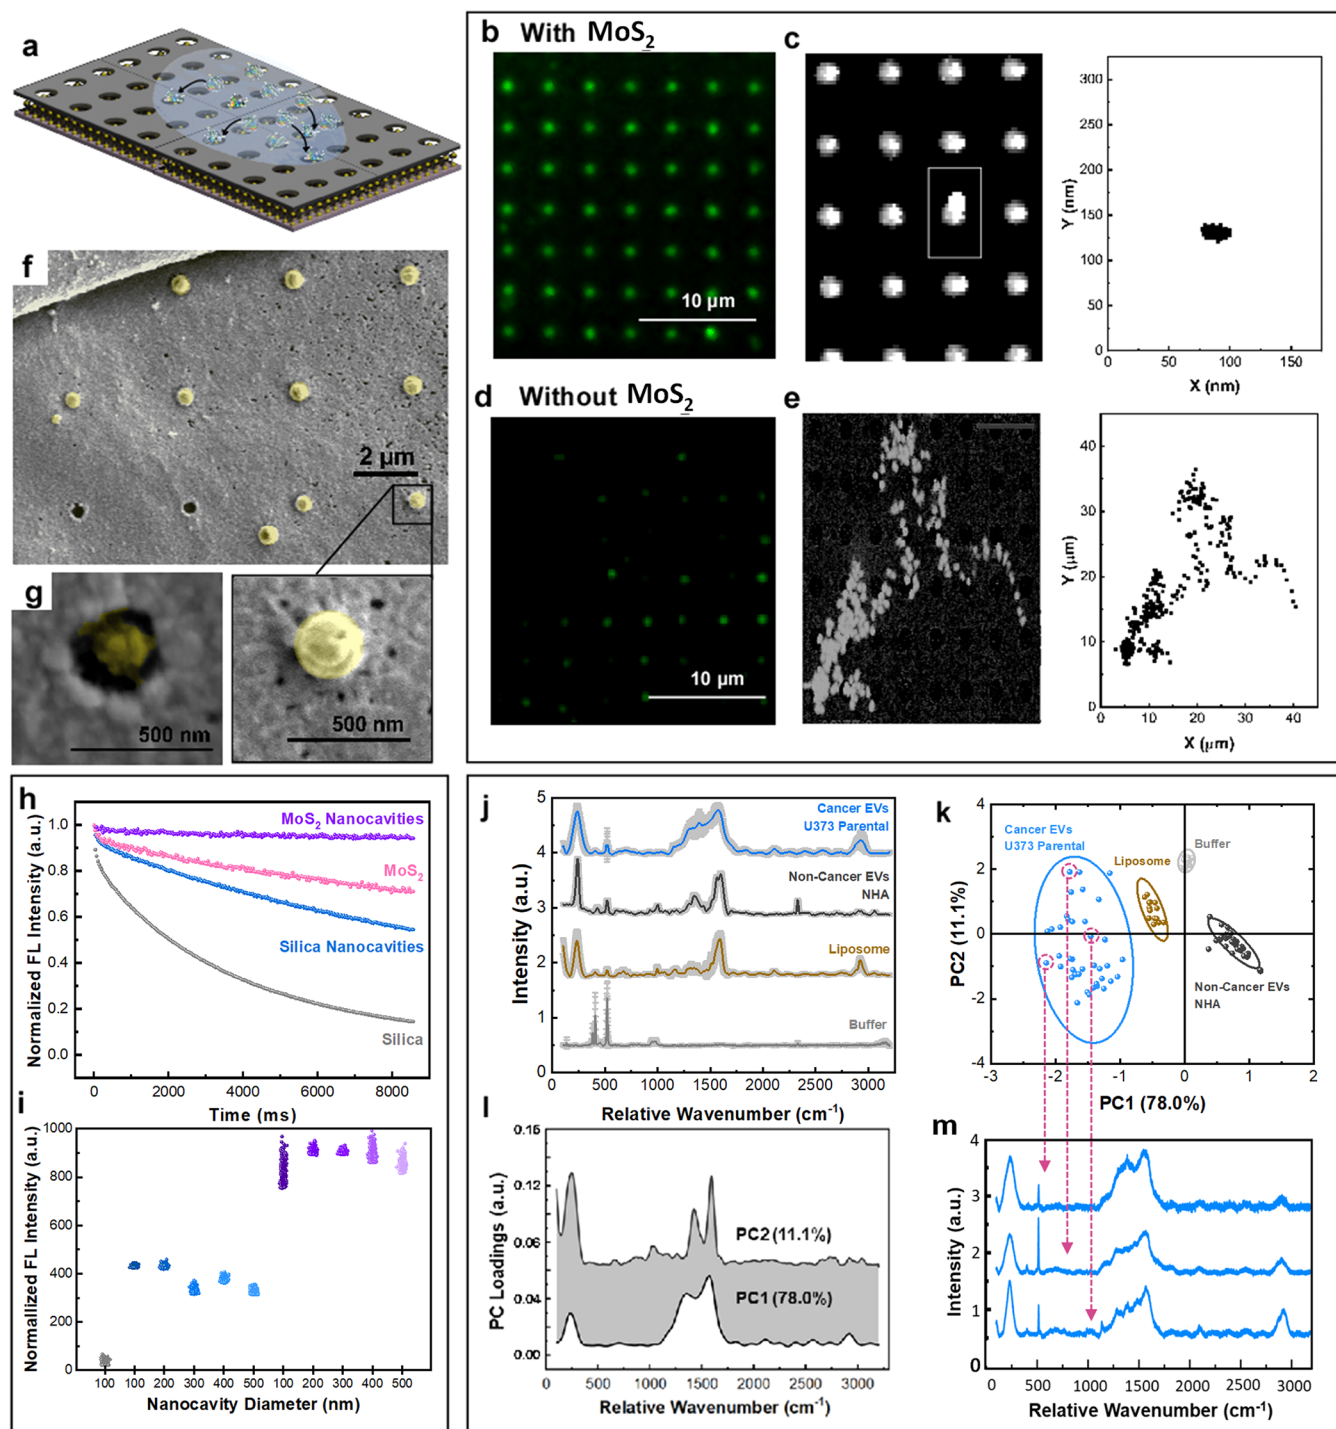 a
b With MoS2
10 µm
c
Y (nm)
300
250
200
150
100
50
0
0 50 100 150
X (nm)
d Without MoS2
10 µm
e
Y (µm)
40
30
20
10
0
0 10 20 30 40
X (µm)
f
2 µm
g
500 nm
500 nm
h
Normalized FL Intensity (a.u.)
1.0
0.8
0.6
0.4
0.2
0.0
MoS2 Nanocavities
MoS2
Silica Nanocavities
Silica
0 2000 4000 6000 8000
Time (ms)
i
Normalized FL Intensity (a.u.)
1000
800
600
400
200
0
100 100 200 300 400 500 100 200 300 400 500
Nanocavity Diameter (nm)
j
Intensity (a.u.)
5
4
3
2
1
0
Cancer EVs
U373 Parental
Non-Cancer EVs
NHA
Liposome
Buffer
0 500 1000 1500 2000 2500 3000
Relative Wavenumber (cm-1)
k
PC2 (11.1%)
4
2
0
-2
-4
Cancer EVs
U373 Parental
Liposome
Buffer
Non-Cancer EVs
NHA
-3 -2 -1 0 1 2
PC1 (78.0%)
l
PC Loadings (a.u.)
0.15
0.12
0.08
0.04
0.00
PC2 (11.1%)
PC1 (78.0%)
0 500 1000 1500 2000 2500 3000
Relative Wavenumber (cm-1)
m
Intensity (a.u.)
4
3
2
1
0
0 500 1000 1500 2000 2500 3000
Relative Wavenumber (cm-1)